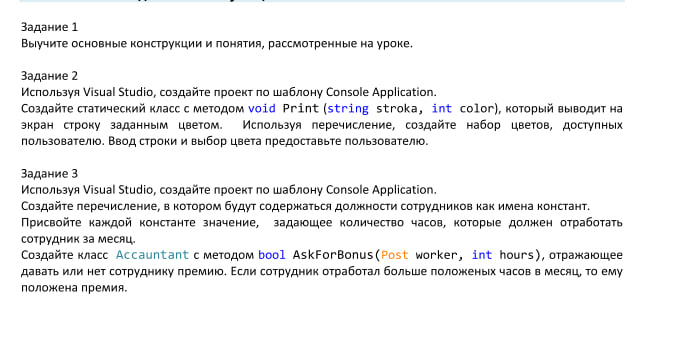 Задание 1
Выучите основные конструкции и понятия, рассмотренные на уроке.
Задание 2
Используя Visual Studio, создайте проект по шаблону Console Application.
Создайте статический класс с методом void Print (string stroka, int color), который выводит на
экран строку заданным цветом. Используя перечисление, создайте набор цветов, доступных
пользователю. Ввод строки и выбор цвета предоставьте пользователю.
Задание 3
Используя Visual Studio, создайте проект по шаблону Console Application.
Создайте перечисление, в котором будут содержаться должности сотрудников как имена констант.
Присвойте каждой константе значение, задающее количество часов, которые должен отработать
сотрудник за месяц.
Создайте класс Accauntant с методом bool AskForBonus(Post worker, int hours), отражающее
давать или нет сотруднику премию. Если сотрудник отработал больше положеных часов в месяц, то ему
положена премия.